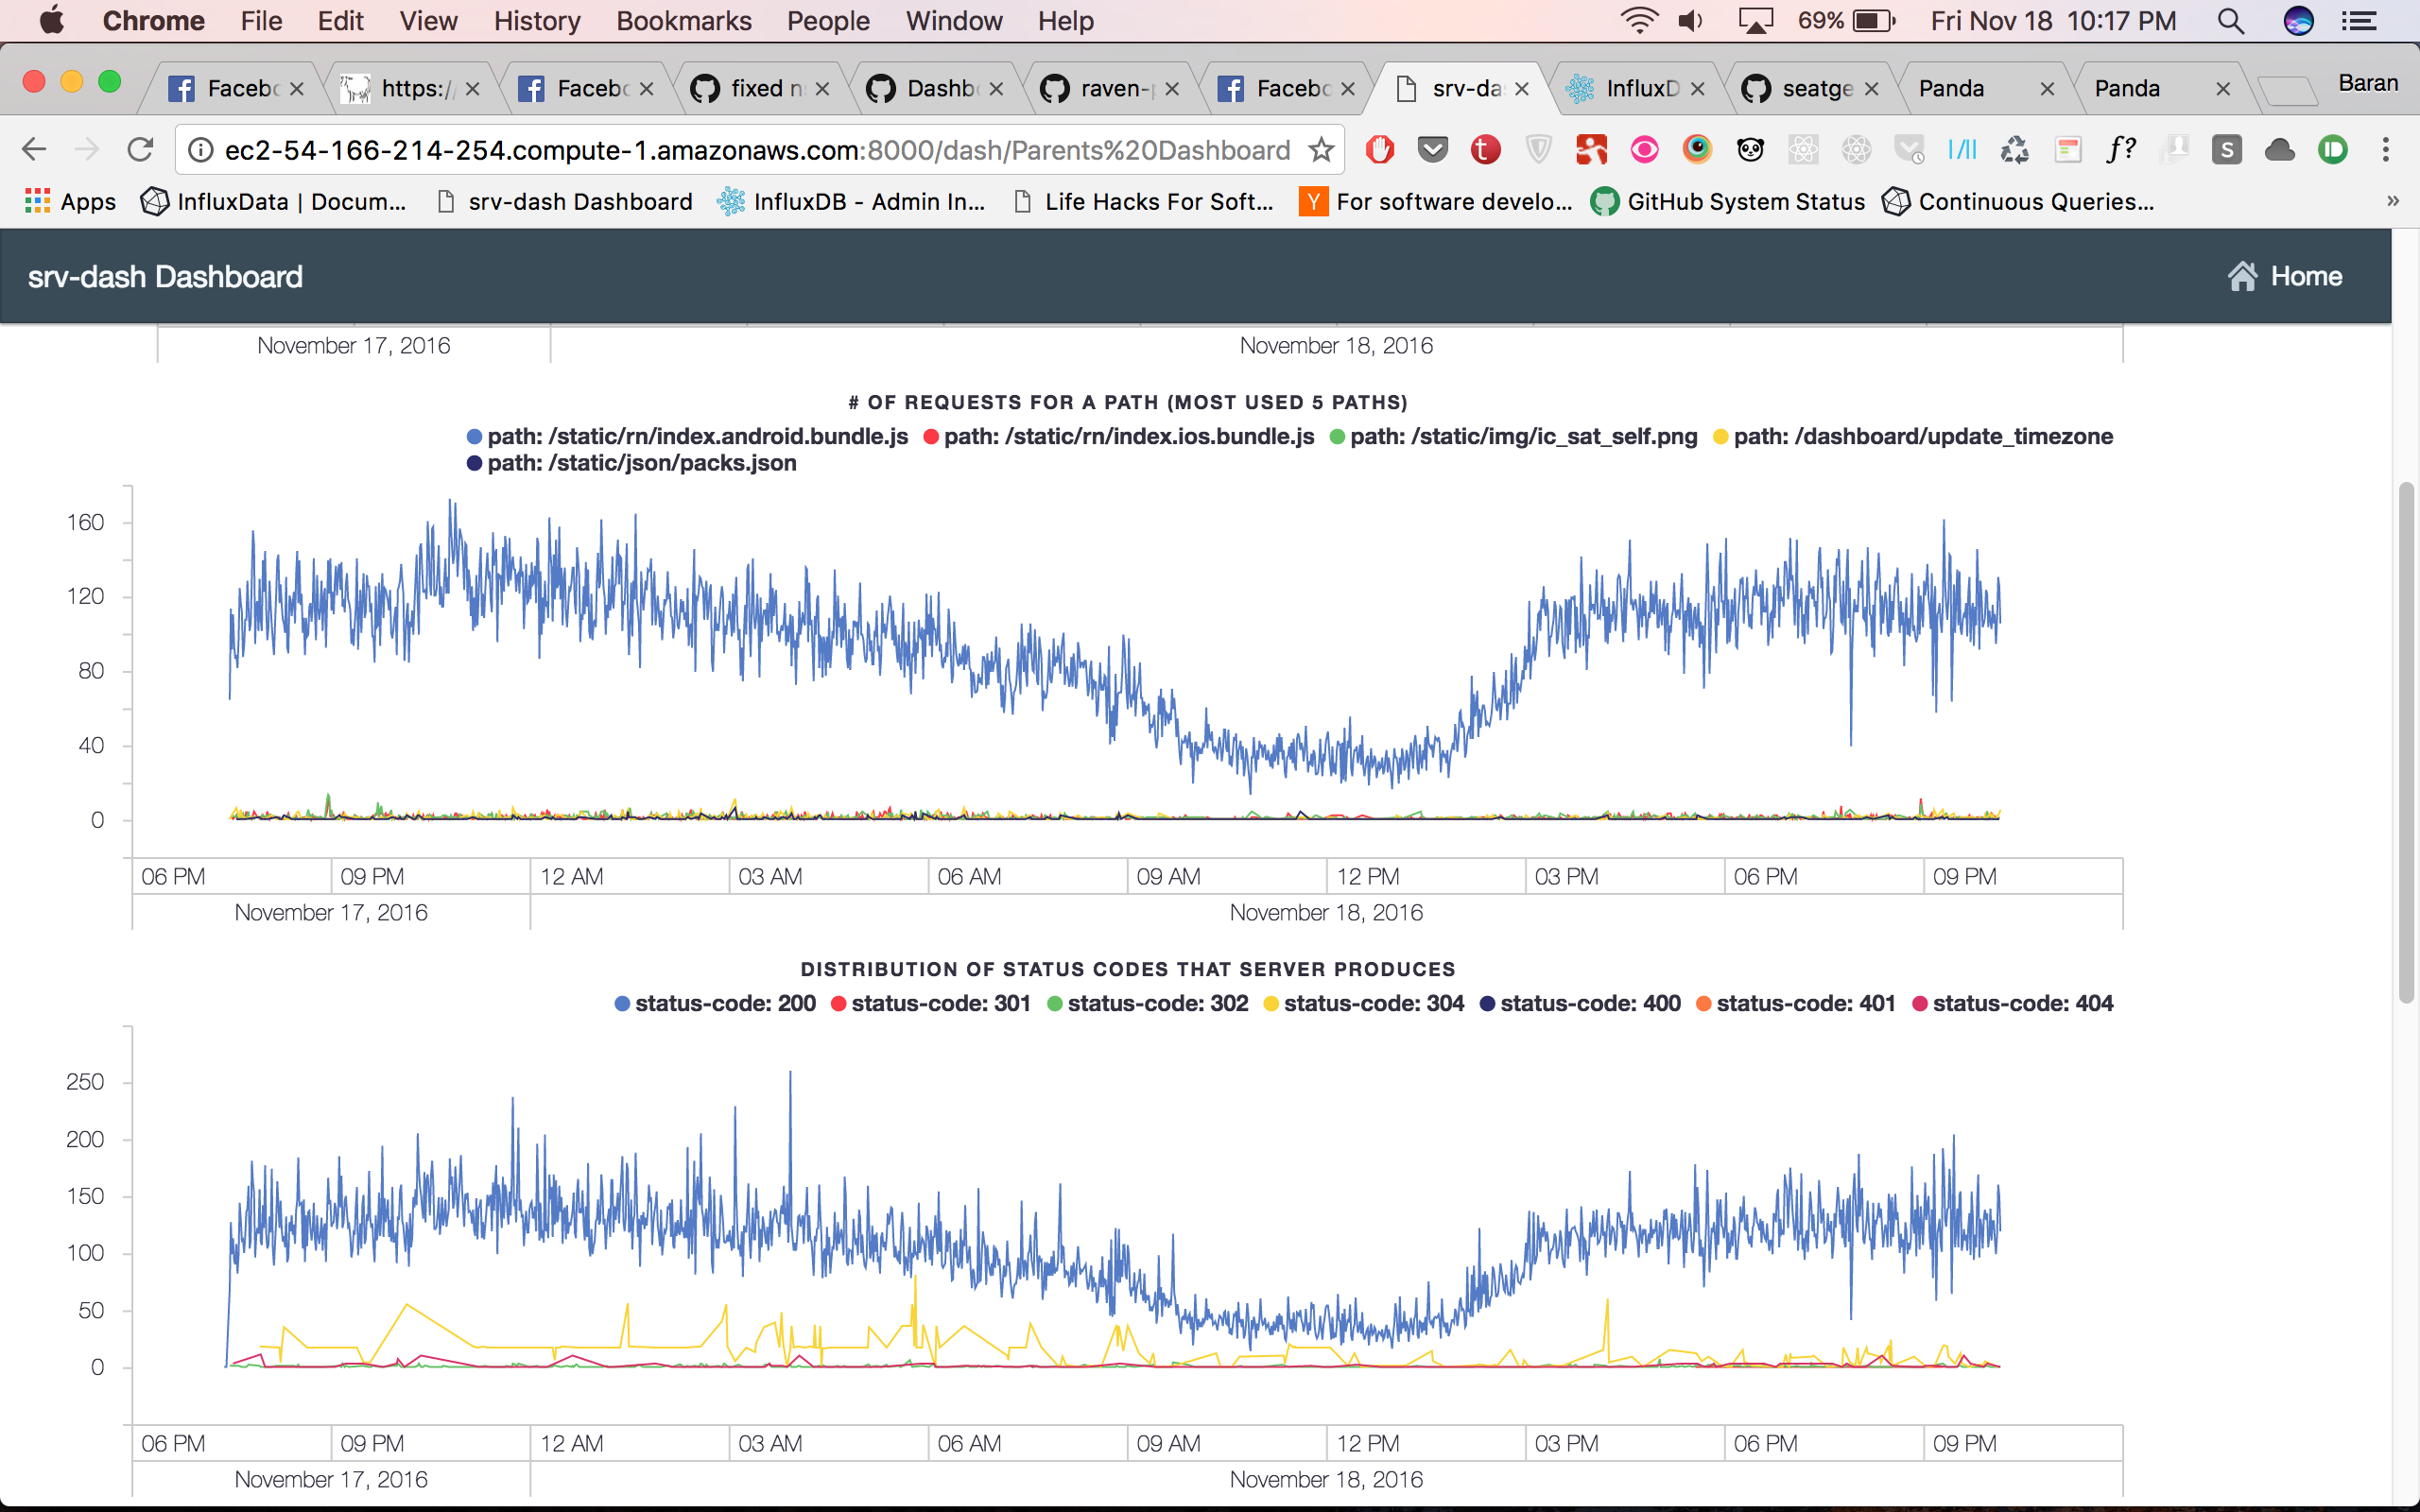 Chrome File Edit View History Bookmarks People Window Help 69% Fri Nov 18 10:17 PM
Facebo https:// Facebo fixed n Dashb raven-p Facebo srv-da InfluxD seatge Panda Panda Baran
ec2-54-166-214-254.compute-1.amazonaws.com:8000/dash/Parents%20Dashboard
Apps InfluxData | Docum... srv-dash Dashboard InfluxDB - Admin In... Life Hacks For Soft... For software develo... GitHub System Status Continuous Queries... »
srv-dash Dashboard Home
November 17, 2016 November 18, 2016
# OF REQUESTS FOR A PATH (MOST USED 5 PATHS)
path: /static/rn/index.android.bundle.js path: /static/rn/index.ios.bundle.js path: /static/img/ic_sat_self.png path: /dashboard/update_timezone
path: /static/json/packs.json
160
120
80
40
0
06 PM 09 PM 12 AM 03 AM 06 AM 09 AM 12 PM 03 PM 06 PM 09 PM
November 17, 2016 November 18, 2016
DISTRIBUTION OF STATUS CODES THAT SERVER PRODUCES
status-code: 200 status-code: 301 status-code: 302 status-code: 304 status-code: 400 status-code: 401 status-code: 404
250
200
150
100
50
0
06 PM 09 PM 12 AM 03 AM 06 AM 09 AM 12 PM 03 PM 06 PM 09 PM
November 17, 2016 November 18, 2016